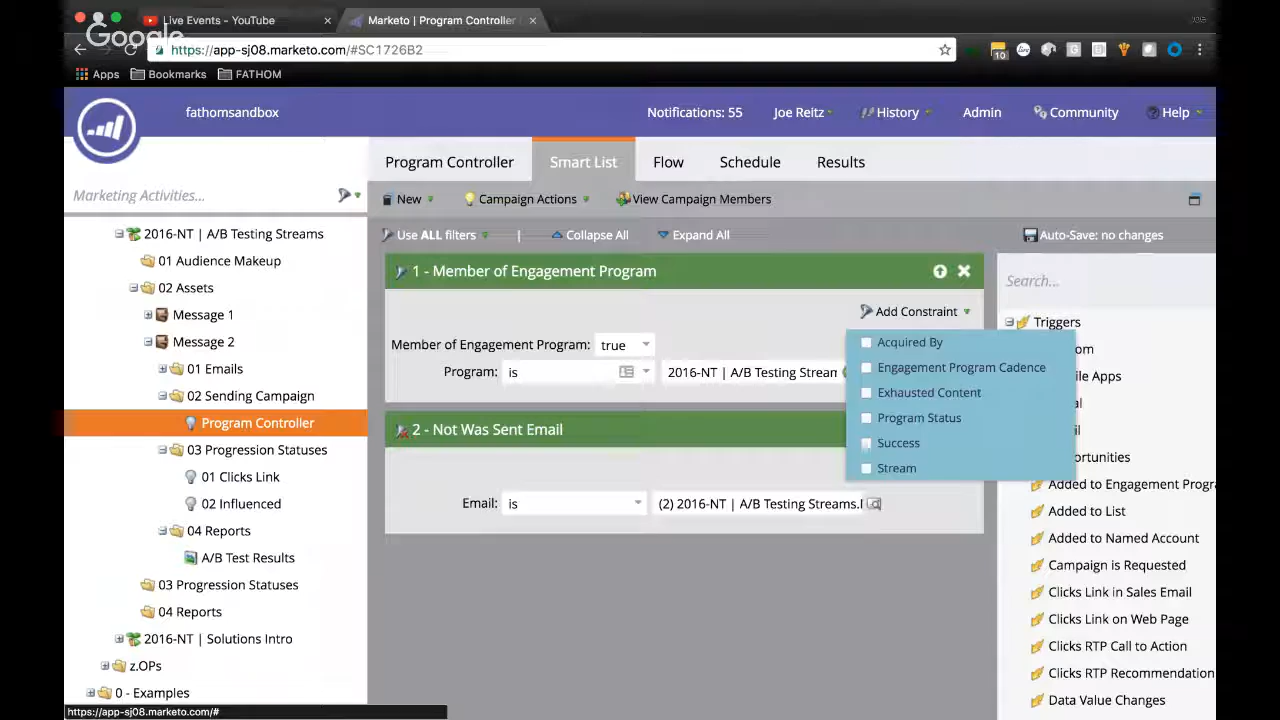 Live Events - YouTube
Marketo | Program Controller
Joe
Google
https://app-sj08.marketo.com/#SC1726B2
10
Apps Bookmarks FATHOM
fathomsandbox
Notifications: 55 Joe Reitz History Admin Community Help
Program Controller Smart List Flow Schedule Results
Marketing Activities...
New Campaign Actions View Campaign Members
Use ALL filters | Collapse All Expand All Auto-Save: no changes
2016-NT | A/B Testing Streams
01 Audience Makeup
02 Assets
Message 1
Message 2
01 Emails
02 Sending Campaign
Program Controller
03 Progression Statuses
01 Clicks Link
02 Influenced
04 Reports
A/B Test Results
03 Progression Statuses
04 Reports
2016-NT | Solutions Intro
z.OPs
0 - Examples
https://app-sj08.marketo.com/#
1 - Member of Engagement Program
Add Constraint
Member of Engagement Program: true
Program: is 2016-NT | A/B Testing Stream
Acquired By
Engagement Program Cadence
Exhausted Content
Program Status
Success
Stream
2 - Not Was Sent Email
Email: is (2) 2016-NT | A/B Testing Streams.
Search...
Triggers
Added to Engagement Progr
Added to List
Added to Named Account
Campaign is Requested
Clicks Link in Sales Email
Clicks Link on Web Page
Clicks RTP Call to Action
Clicks RTP Recommendation
Data Value Changes